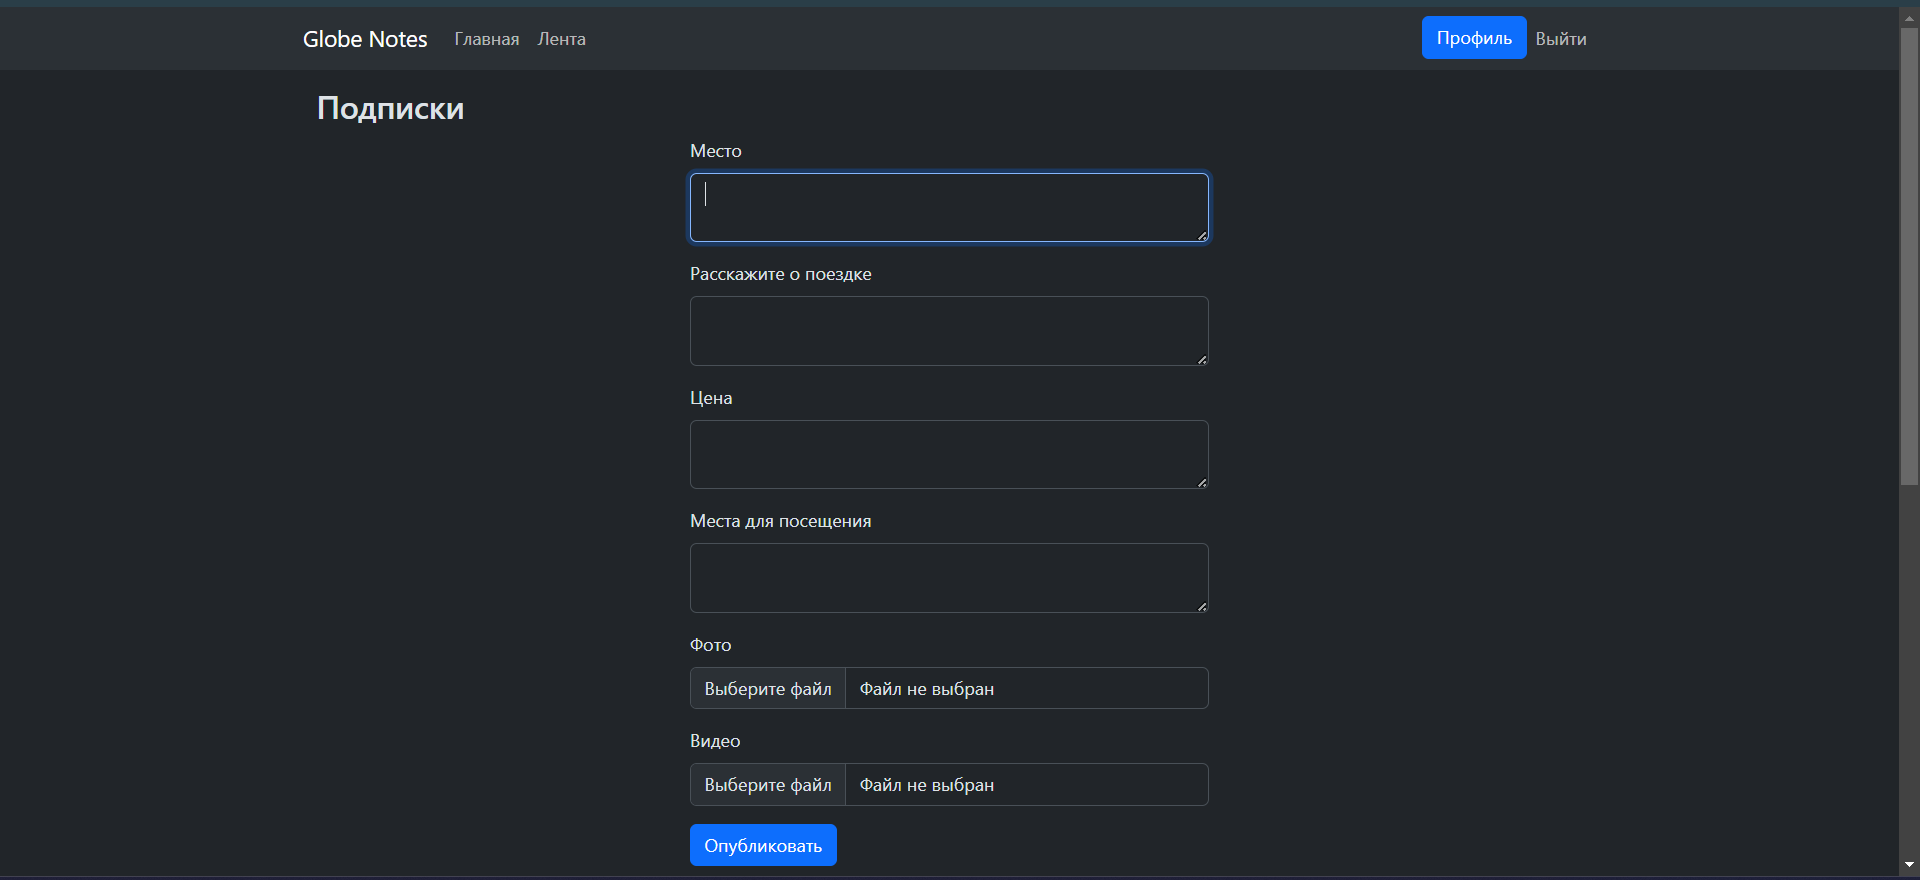 Globe Notes Главная Лента Профиль Выйти
Подписки
Место
Расскажите о поездке
Цена
Места для посещения
Фото
Выберите файл Файл не выбран
Видео
Выберите файл Файл не выбран
Опубликовать